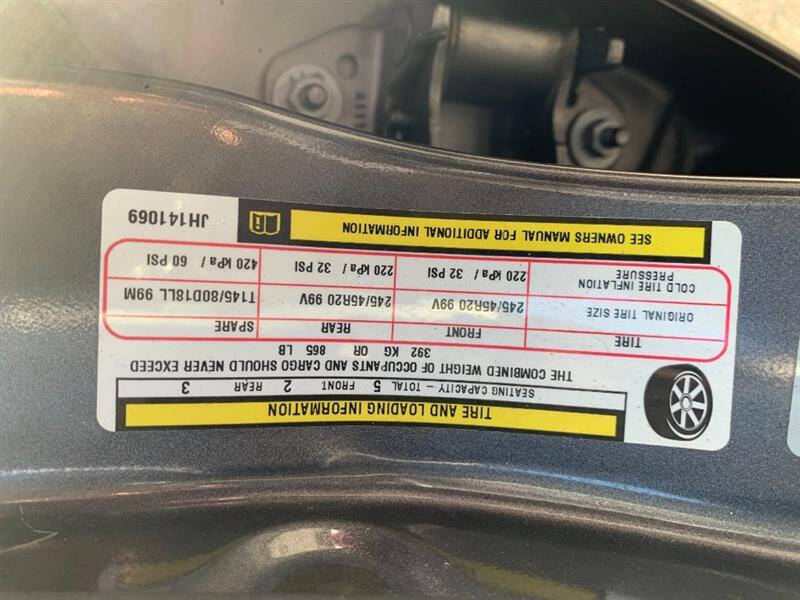 TIRE AND LOADING INFORMATION
SEATING CAPACITY – TOTAL 5 FRONT 2 REAR 3
THE COMBINED WEIGHT OF OCCUPANTS AND CARGO SHOULD NEVER EXCEED
392 KG OR 865 LB
TIRE FRONT REAR SPARE
ORIGINAL TIRE SIZE 245/45R20 99V 245/45R20 99V T145/80D18LL 99M
COLD TIRE INFLATION PRESSURE 220 kPa / 32 PSI 220 kPa / 32 PSI 420 kPa / 60 PSI
SEE OWNERS MANUAL FOR ADDITIONAL INFORMATION
JH141069